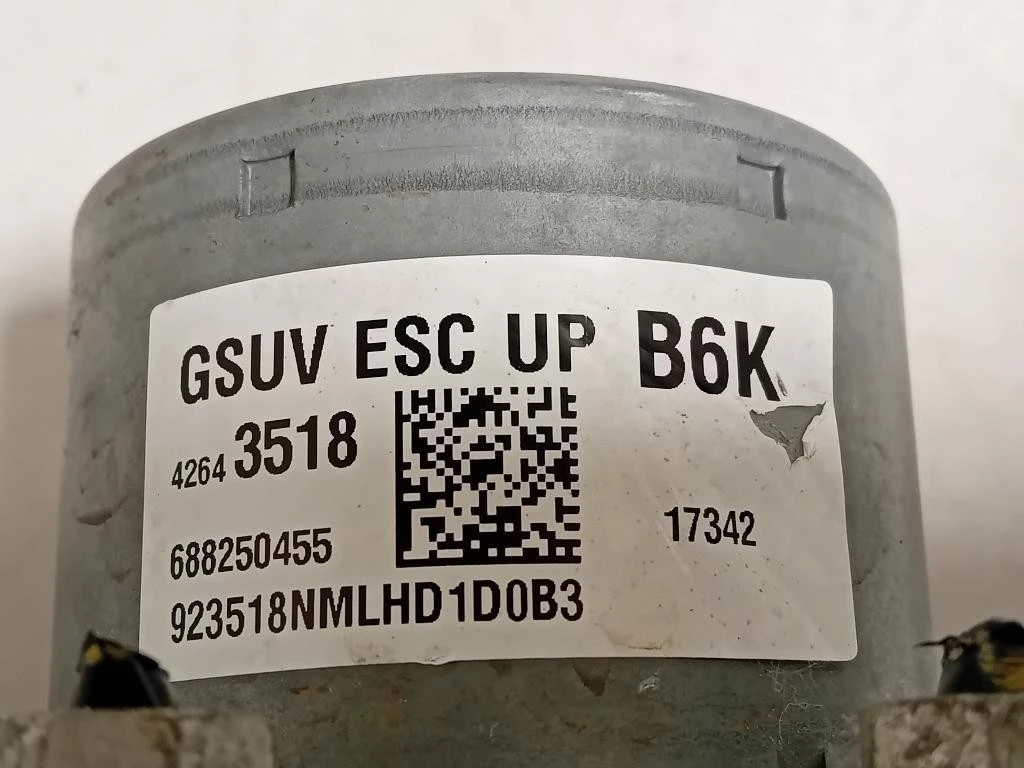 GSUV ESC UP B6K
4264 3518
688250455 17342
923518NMLHD1D0B3